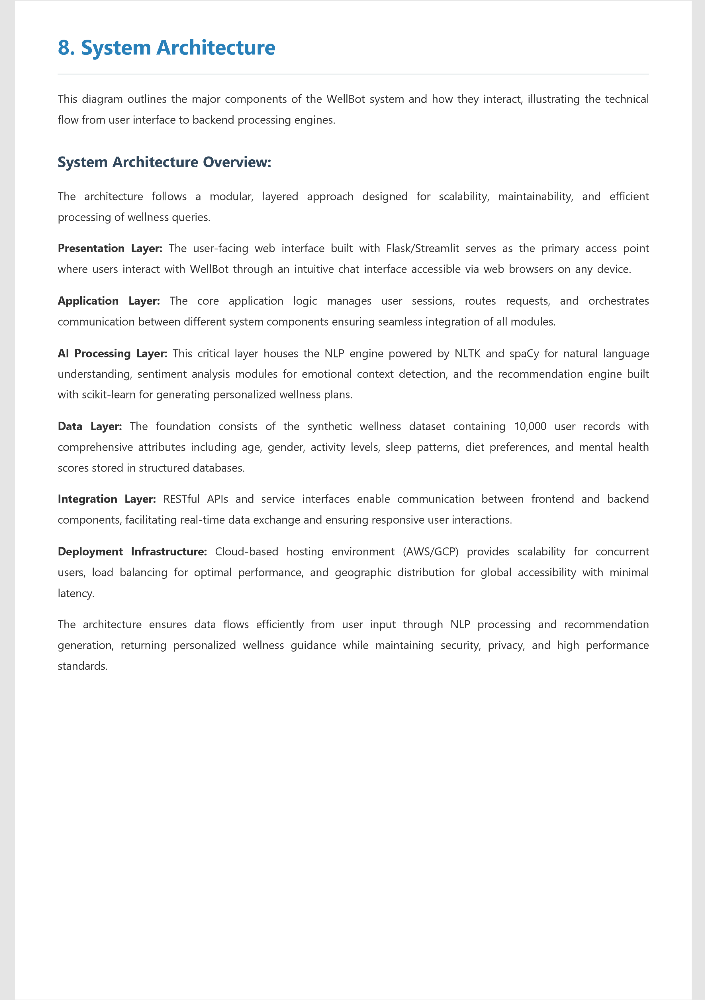 8. System Architecture
This diagram outlines the major components of the WellBot system and how they interact, illustrating the technical
flow from user interface to backend processing engines.
System Architecture Overview:
The architecture follows a modular, layered approach designed for scalability, maintainability, and efficient
processing of wellness queries.
Presentation Layer: The user-facing web interface built with Flask/Streamlit serves as the primary access point
where users interact with WellBot through an intuitive chat interface accessible via web browsers on any device.
Application Layer: The core application logic manages user sessions, routes requests, and orchestrates
communication between different system components ensuring seamless integration of all modules.
AI Processing Layer: This critical layer houses the NLP engine powered by NLTK and spaCy for natural language
understanding, sentiment analysis modules for emotional context detection, and the recommendation engine built
with scikit-learn for generating personalized wellness plans.
Data Layer: The foundation consists of the synthetic wellness dataset containing 10,000 user records with
comprehensive attributes including age, gender, activity levels, sleep patterns, diet preferences, and mental health
scores stored in structured databases.
Integration Layer: RESTful APIs and service interfaces enable communication between frontend and backend
components, facilitating real-time data exchange and ensuring responsive user interactions.
Deployment Infrastructure: Cloud-based hosting environment (AWS/GCP) provides scalability for concurrent
users, load balancing for optimal performance, and geographic distribution for global accessibility with minimal
latency.
The architecture ensures data flows efficiently from user input through NLP processing and recommendation
generation, returning personalized wellness guidance while maintaining security, privacy, and high performance
standards.